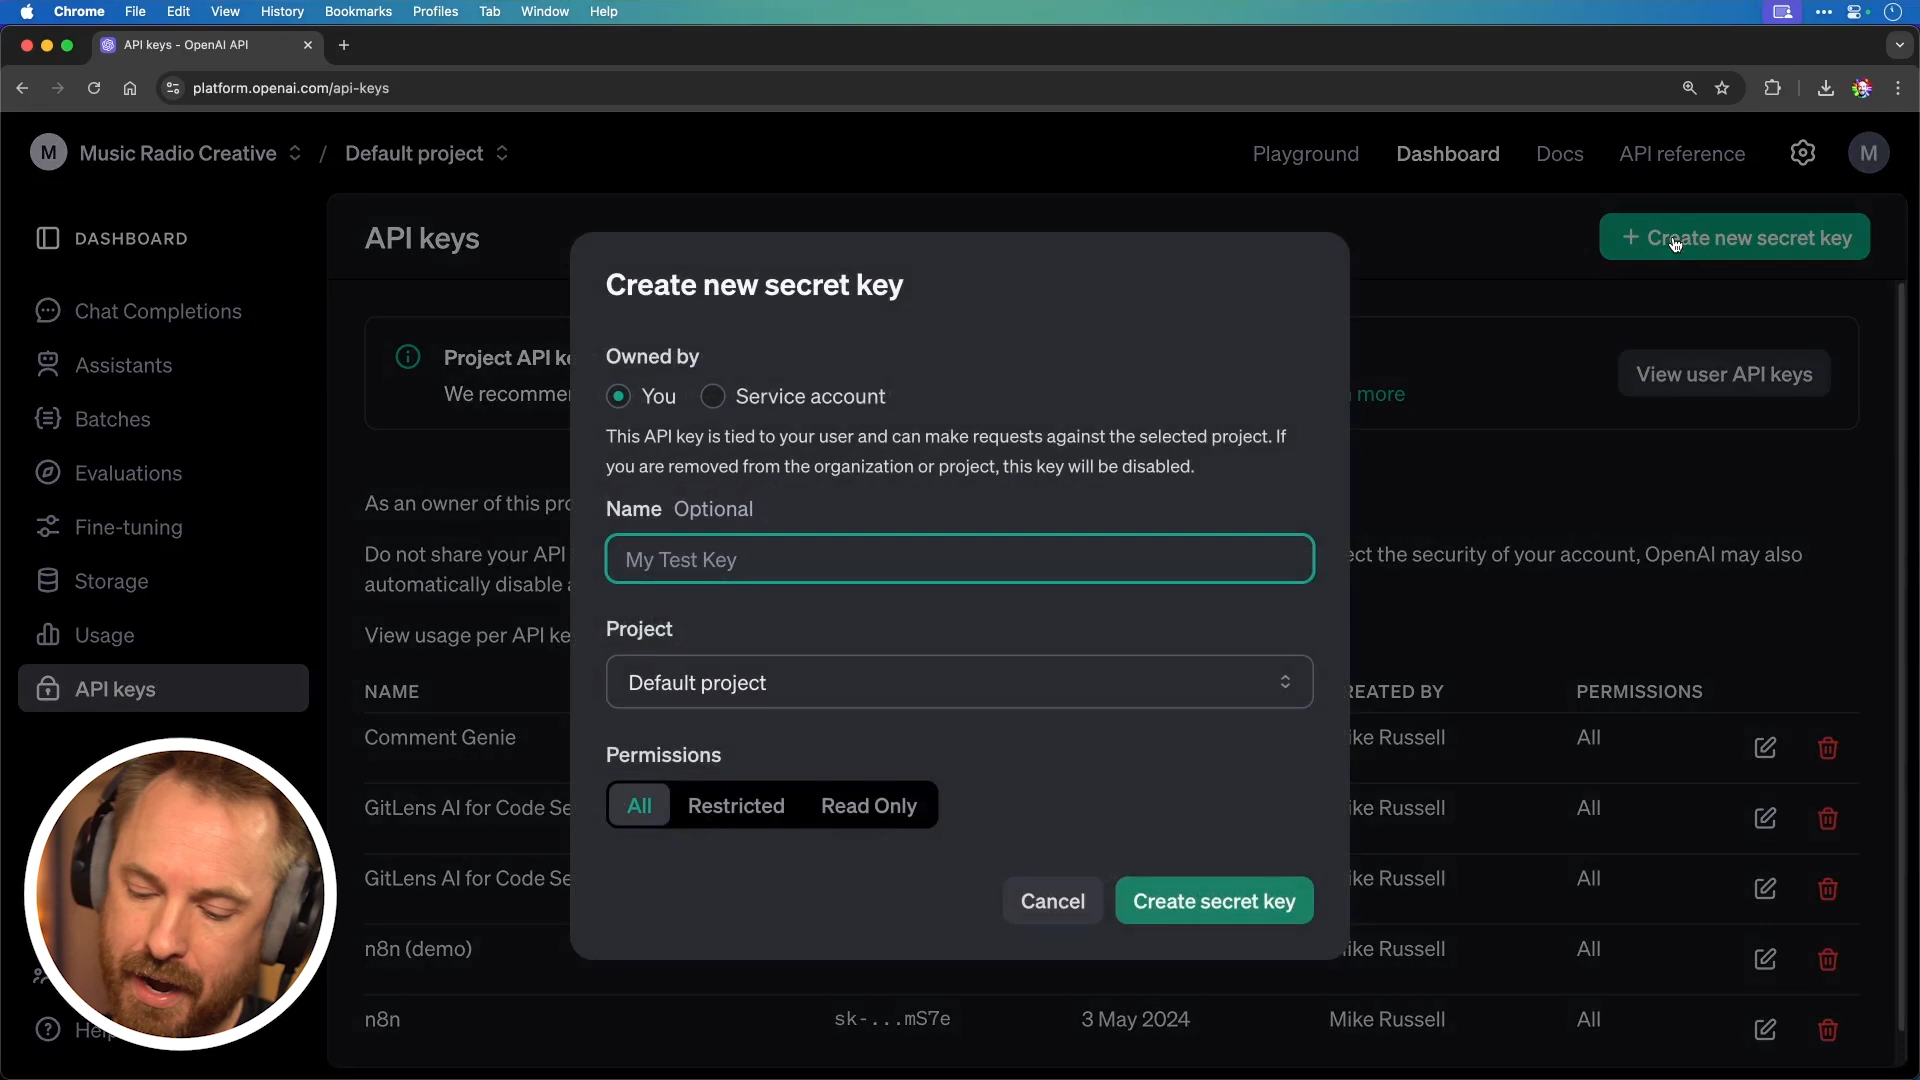 Chrome File Edit View History Bookmarks Profiles Tab Window Help
API keys - OpenAI API
platform.openai.com/api-keys
M Music Radio Creative / Default project
Playground Dashboard Docs API reference M
DASHBOARD
Chat Completions
Assistants
Batches
Evaluations
Fine-tuning
Storage
Usage
API keys
Hel
API keys
+ Create new secret key
Project API ke
We recommen
more
View user API keys
As an owner of this pro
Do not share your API
ect the security of your account, OpenAI may also
automatically disable a
View usage per API ke
NAME REATED BY PERMISSIONS
Comment Genie ike Russell All
GitLens AI for Code Se ike Russell All
GitLens AI for Code Se ike Russell All
n8n (demo) ike Russell All
n8n sk-...mS7e 3 May 2024 Mike Russell All
Create new secret key
Owned by
You Service account
This API key is tied to your user and can make requests against the selected project. If
you are removed from the organization or project, this key will be disabled.
Name Optional
My Test Key
Project
Default project
Permissions
All Restricted Read Only
Cancel Create secret key